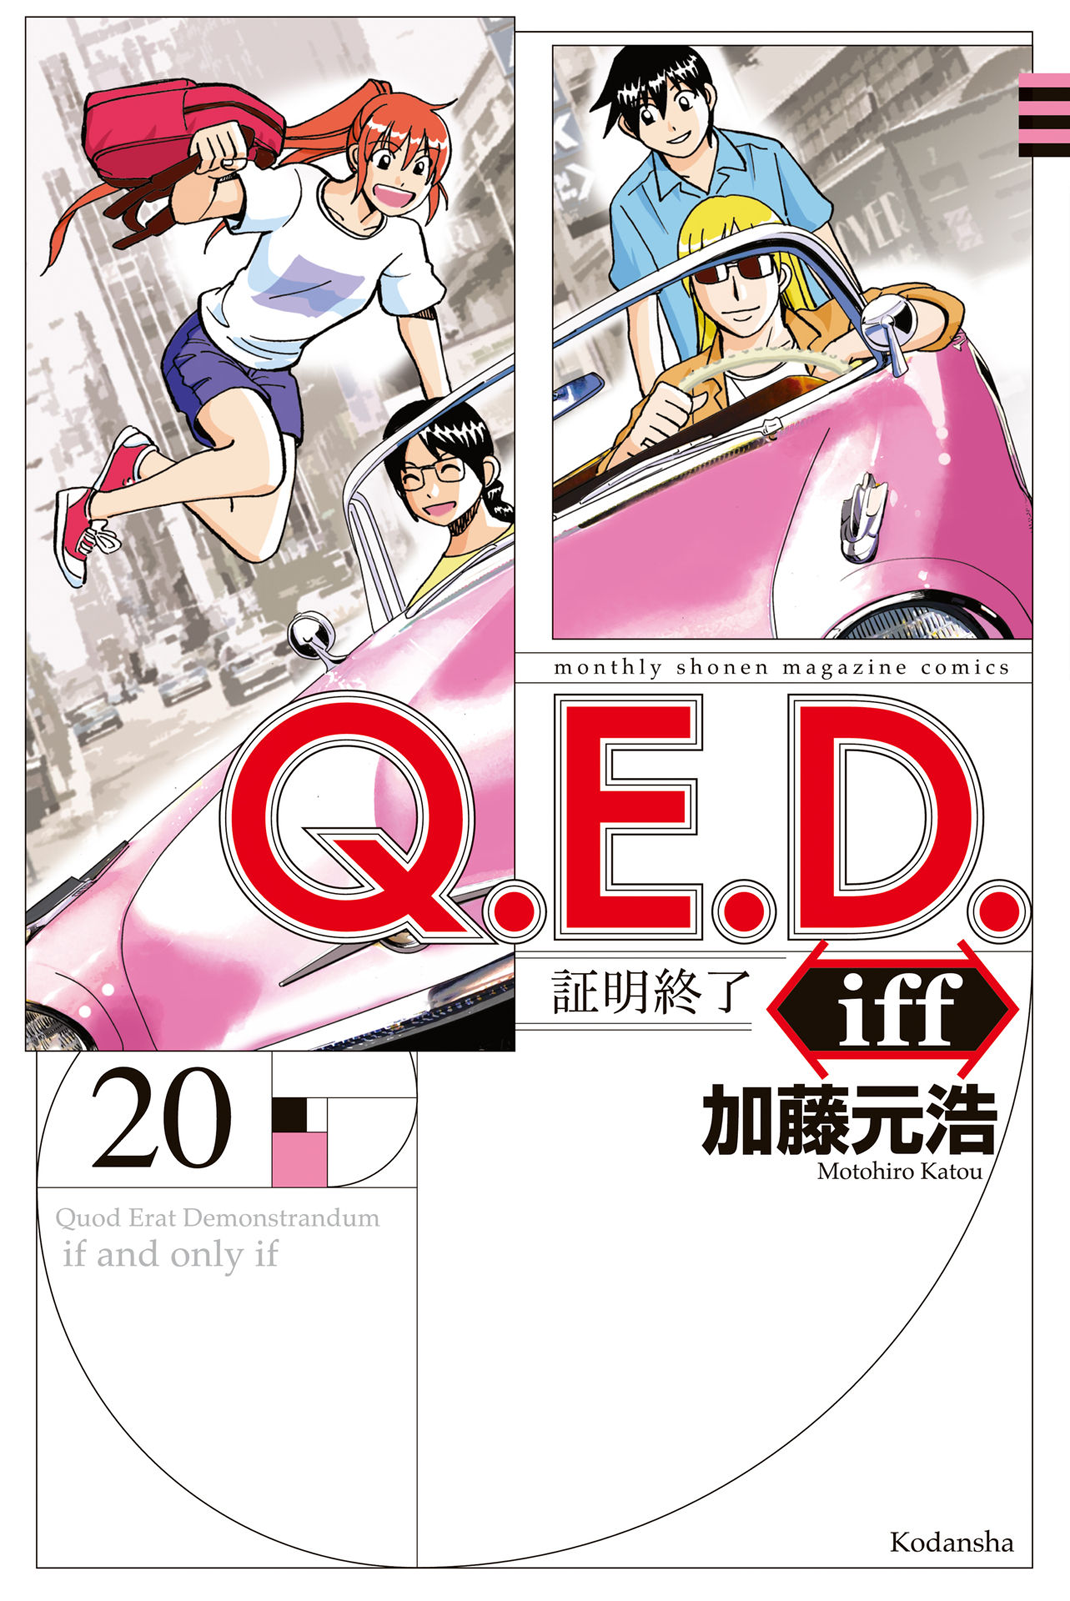 monthly shonen magazine comics
Q.E.D.
証明終了
iff
加藤元浩
Motohiro Katou
20
Quod Erat Demonstrandum
if and only if
Kodansha